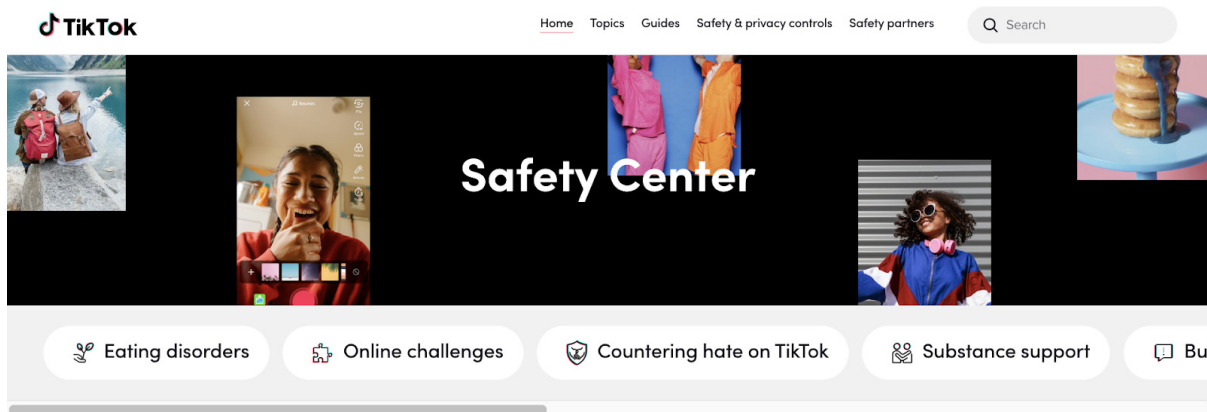 TikTok
Home Topics Guides Safety & privacy controls Safety partners
Search
Safety Center
Eating disorders
Online challenges
Countering hate on TikTok
Substance support
Bu